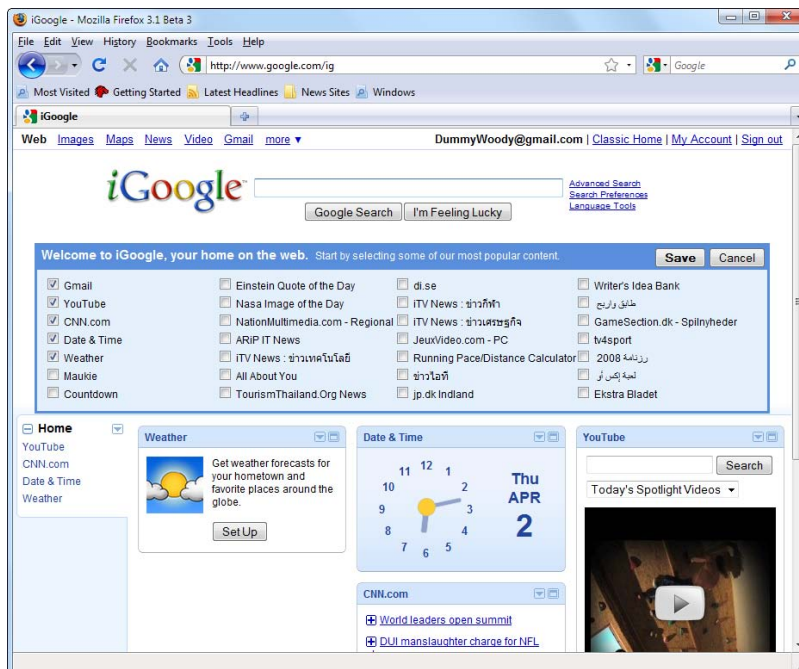 iGoogle - Mozilla Firefox 3.1 Beta 3
File Edit View History Bookmarks Tools Help
http://www.google.com/ig
Google
Most Visited Getting Started Latest Headlines News Sites Windows
iGoogle
Web Images Maps News Video Gmail more ▼ DummyWoody@gmail.com | Classic Home | My Account | Sign out
iGoogle™
Advanced Search
Search Preferences
Language Tools
Google Search I'm Feeling Lucky
Welcome to iGoogle, your home on the web. Start by selecting some of our most popular content. Save Cancel
Gmail Einstein Quote of the Day di.se Writer's Idea Bank
YouTube Nasa Image of the Day iTV News : ข่าวกีฬา طابق واربح
CNN.com NationMultimedia.com - Regional iTV News : ข่าวเศรษฐกิจ GameSection.dk - Spilnyheder
Date & Time ARiP IT News JeuxVideo.com - PC tv4sport
Weather iTV News : ข่าวเทคโนโลยี Running Pace/Distance Calculator رزنامة 2008
Maukie All About You ข่าวไอที لعبة إكس أو
Countdown TourismThailand.Org News jp.dk Indland Ekstra Bladet
Home
YouTube
CNN.com
Date & Time
Weather
Weather
Get weather forecasts for
your hometown and
favorite places around the
globe.
Set Up
Date & Time
12
11 1
10 2
9 3
8 4
7 5
6
Thu
APR
2
CNN.com
World leaders open summit
DUI manslaughter charge for NFL
YouTube
Search
Today's Spotlight Videos